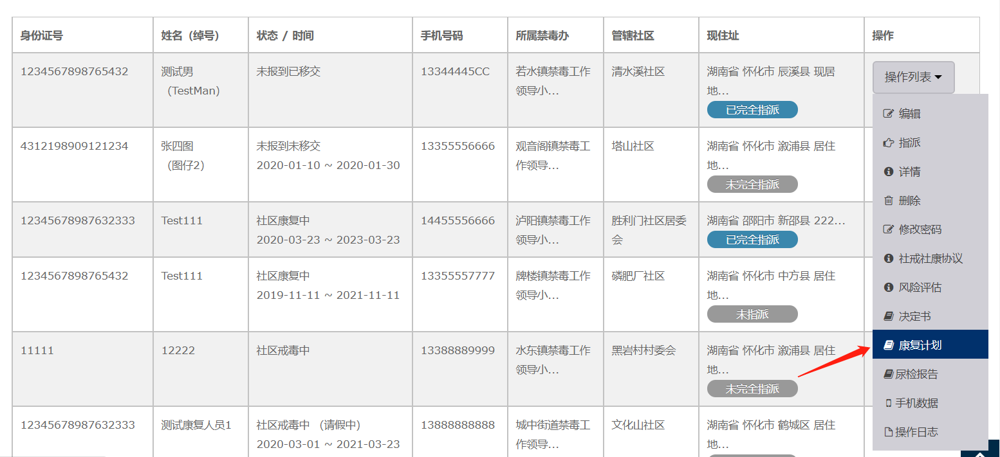 身份证号 姓名（绰号） 状态 / 时间 手机号码 所属禁毒办 管辖社区 现住址 操作
1234567898765432 测试男 未报到已移交 13344445CC 若水镇禁毒工作 清水溪社区 湖南省 怀化市 辰溪县 现居 操作列表
（TestMan） 领导小... 地...
已完全指派
编辑
4312198909121234 张四图 未报到未移交 13355556666 观音阁镇禁毒工 塔山社区 湖南省 怀化市 溆浦县 居住 指派
（图仔2） 2020-01-10 ~ 2020-01-30 作领导... 地... 详情
未完全指派
删除
12345678987632333 Test111 社区康复中 14455556666 泸阳镇禁毒工作 胜利门社区居委 湖南省 邵阳市 新邵县 222... 修改密码
2020-03-23 ~ 2023-03-23 领导小... 会 已完全指派
社戒社康协议
1234567898765432 Test111 社区康复中 13355557777 牌楼镇禁毒工作 磷肥厂社区 湖南省 怀化市 中方县 居住 风险评估
2019-11-11 ~ 2021-11-11 领导小... 地...
未指派 决定书
11111 12222 社区戒毒中 13388889999 水东镇禁毒工作 黑岩村村委会 湖南省 怀化市 溆浦县 居住 康复计划
领导小... 地... 尿检报告
未完全指派 手机数据
12345678987632333 测试康复人员1 社区戒毒中 （请假中） 13888888888 城中街道禁毒工 文化山社区 湖南省 怀化市 鹤城区 居住 操作日志
2020-03-01 ~ 2021-03-23 作领导... 地...